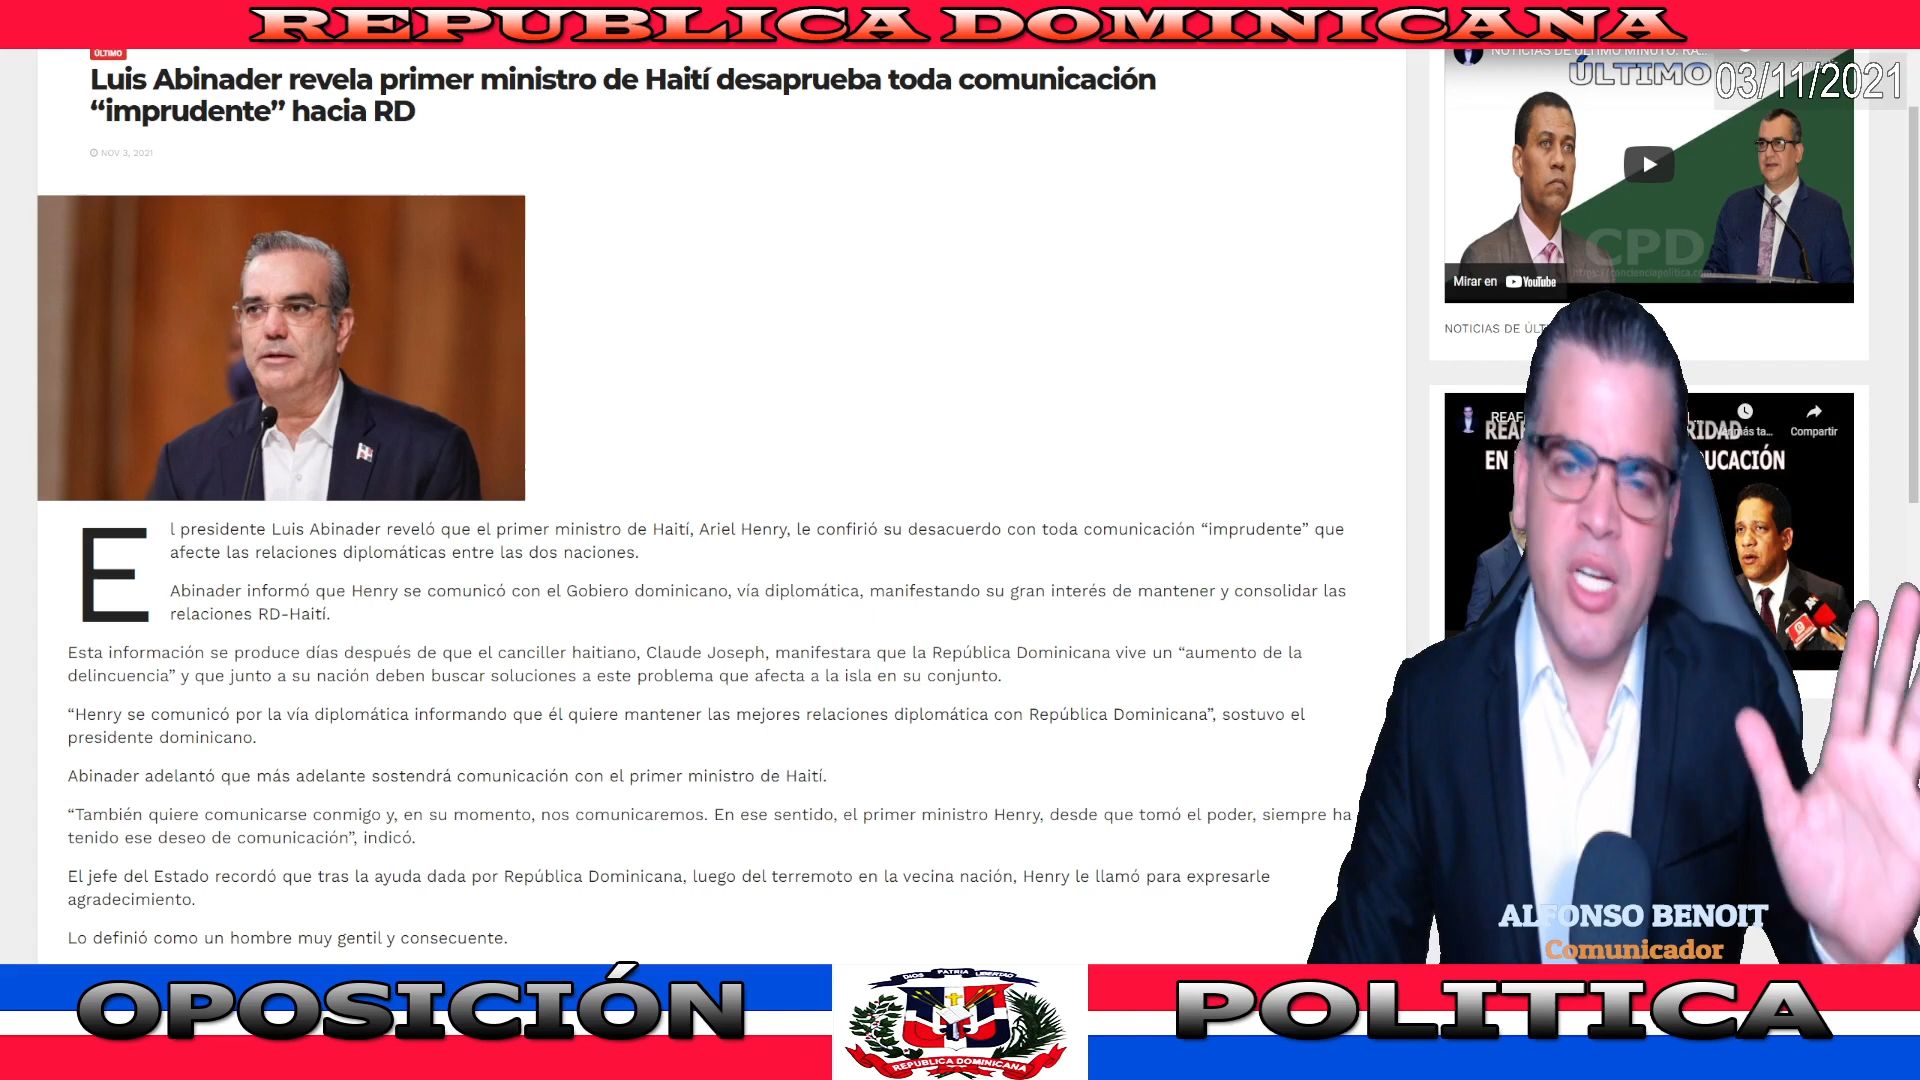 REPUBLICA DOMINICANA
ÚLTIMO
Luis Abinader revela primer ministro de Haití desaprueba toda comunicación
“imprudente” hacia RD
NOV 3, 2021
El presidente Luis Abinader reveló que el primer ministro de Haití, Ariel Henry, le confirió su desacuerdo con toda comunicación “imprudente” que
afecte las relaciones diplomáticas entre las dos naciones.
Abinader informó que Henry se comunicó con el Gobiero dominicano, vía diplomática, manifestando su gran interés de mantener y consolidar las
relaciones RD-Haití.
Esta información se produce días después de que el canciller haitiano, Claude Joseph, manifestara que la República Dominicana vive un “aumento de la
delincuencia” y que junto a su nación deben buscar soluciones a este problema que afecta a la isla en su conjunto.
“Henry se comunicó por la vía diplomática informando que él quiere mantener las mejores relaciones diplomática con República Dominicana”, sostuvo el
presidente dominicano.
Abinader adelantó que más adelante sostendrá comunicación con el primer ministro de Haití.
“También quiere comunicarse conmigo y, en su momento, nos comunicaremos. En ese sentido, el primer ministro Henry, desde que tomó el poder, siempre ha
tenido ese deseo de comunicación”, indicó.
El jefe del Estado recordó que tras la ayuda dada por República Dominicana, luego del terremoto en la vecina nación, Henry le llamó para expresarle
agradecimiento.
Lo definió como un hombre muy gentil y consecuente.
NOTICIAS DE ÚLTIMO MINUTO: RA...
ÚLTIMO
03/11/2021
CPD
https://concienciapolitica.com
Mirar en YouTube
NOTICIAS DE ÚLT
REAF
más ta...
Compartir
REA RIDAD
EN UCACIÓN
ALFONSO BENOIT
Comunicador
OPOSICIÓN
DIOS PATRIA LIBERTAD
REPUBLICA DOMINICANA
POLITICA